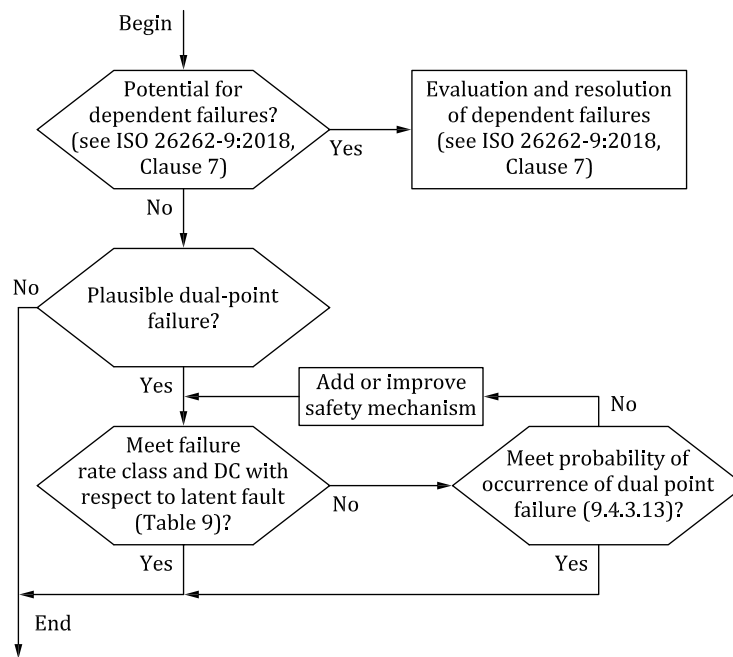 Begin
Potential for
dependent failures?
(see ISO 26262-9:2018,
Clause 7)
Yes
Evaluation and resolution
of dependent failures
(see ISO 26262-9:2018,
Clause 7)
No
No
Plausible dual-point
failure?
Yes
Add or improve
safety mechanism
No
Meet failure
rate class and DC with
respect to latent fault
(Table 9)?
No
Meet probability of
occurrence of dual point
failure (9.4.3.13)?
Yes
Yes
End